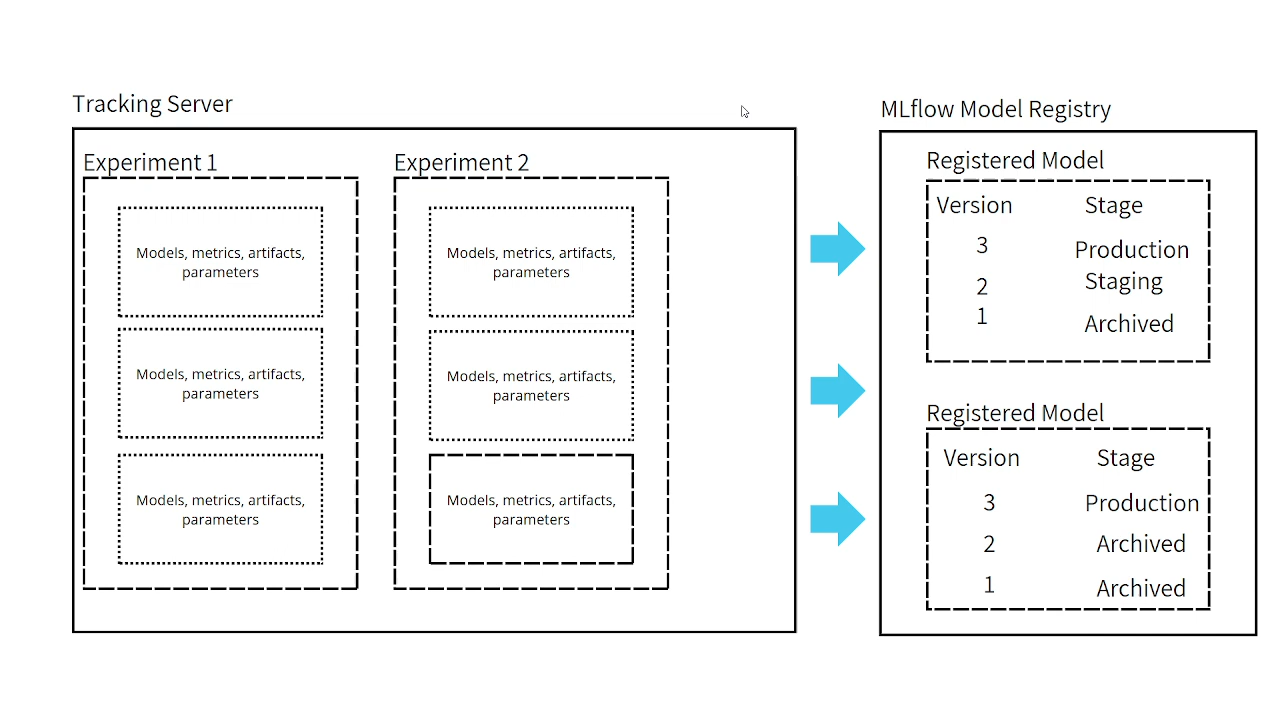 Tracking Server
Experiment 1
Models, metrics, artifacts,
parameters
Models, metrics, artifacts,
parameters
Models, metrics, artifacts,
parameters
Experiment 2
Models, metrics, artifacts,
parameters
Models, metrics, artifacts,
parameters
Models, metrics, artifacts,
parameters
MLflow Model Registry
Registered Model
Version Stage
3 Production
2 Staging
1 Archived
Registered Model
Version Stage
3 Production
2 Archived
1 Archived